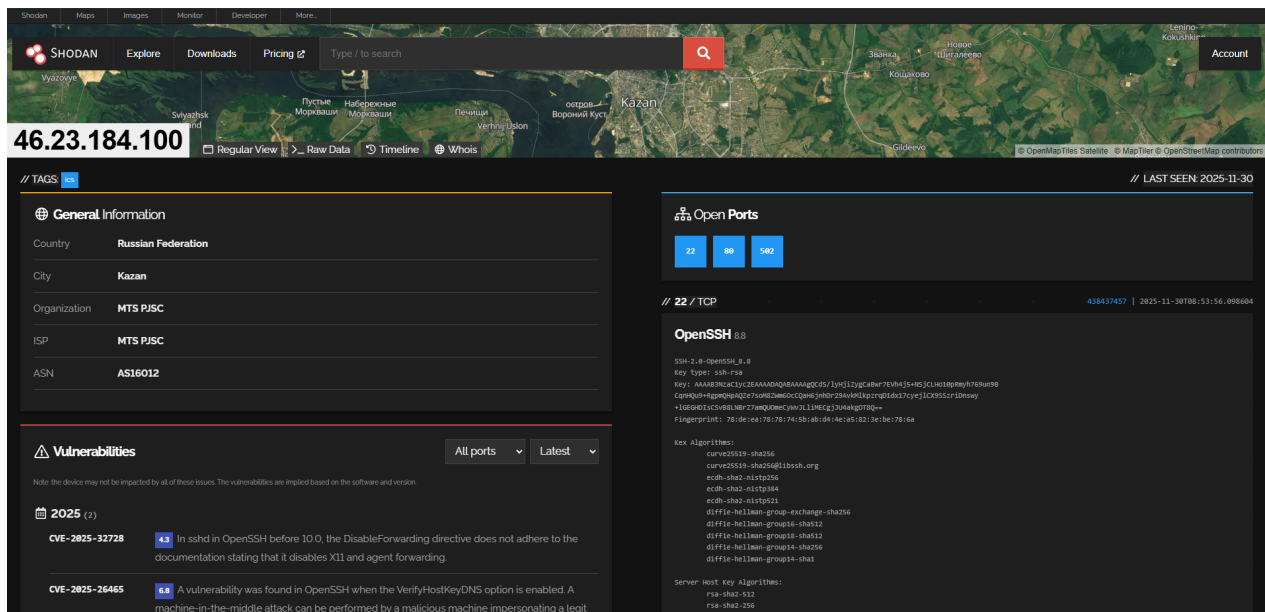 Shodan Maps Images Monitor Developer More...
SHODAN Explore Downloads Pricing Type / to search Account
Lenino-
Kokushkino
Новое
Званка Шигалеево
Кощаково
Vyazovye
Пустые Набережные
Моркваши Моркваши
Печищи
остров
Вороний Куст
Kazan
Sviyazhsk
Verhnij Uslon
Gildeevo
46.23.184.100
Regular View >_ Raw Data Timeline Whois
© OpenMapTiles Satellite © MapTiler © OpenStreetMap contributors
// TAGS: ics
// LAST SEEN: 2025-11-30
General Information
Country Russian Federation
City Kazan
Organization MTS PJSC
ISP MTS PJSC
ASN AS16012
Vulnerabilities
All ports Latest
Note: the device may not be impacted by all of these issues. The vulnerabilities are implied based on the software and version.
2025 (2)
CVE-2025-32728 4.3 In sshd in OpenSSH before 10.0, the DisableForwarding directive does not adhere to the
documentation stating that it disables X11 and agent forwarding.
CVE-2025-26465 6.8 A vulnerability was found in OpenSSH when the VerifyHostKeyDNS option is enabled. A
machine-in-the-middle attack can be performed by a malicious machine impersonating a legit
Open Ports
22 80 502
// 22 / TCP
438437457 | 2025-11-30T08:53:56.098604
OpenSSH 8.8
SSH-2.0-OpenSSH_8.8
Key type: ssh-rsa
Fingerprint: 78:de:ea:78:78:74:5b:ab:d4:4e:a5:82:3e:be:78:6a
Kex Algorithms:
curve25519-sha256
curve25519-sha256@libssh.org
ecdh-sha2-nistp256
ecdh-sha2-nistp384
ecdh-sha2-nistp521
diffie-hellman-group-exchange-sha256
diffie-hellman-group16-sha512
diffie-hellman-group18-sha512
diffie-hellman-group14-sha256
diffie-hellman-group14-sha1
Server Host Key Algorithms:
rsa-sha2-512
rsa-sha2-256